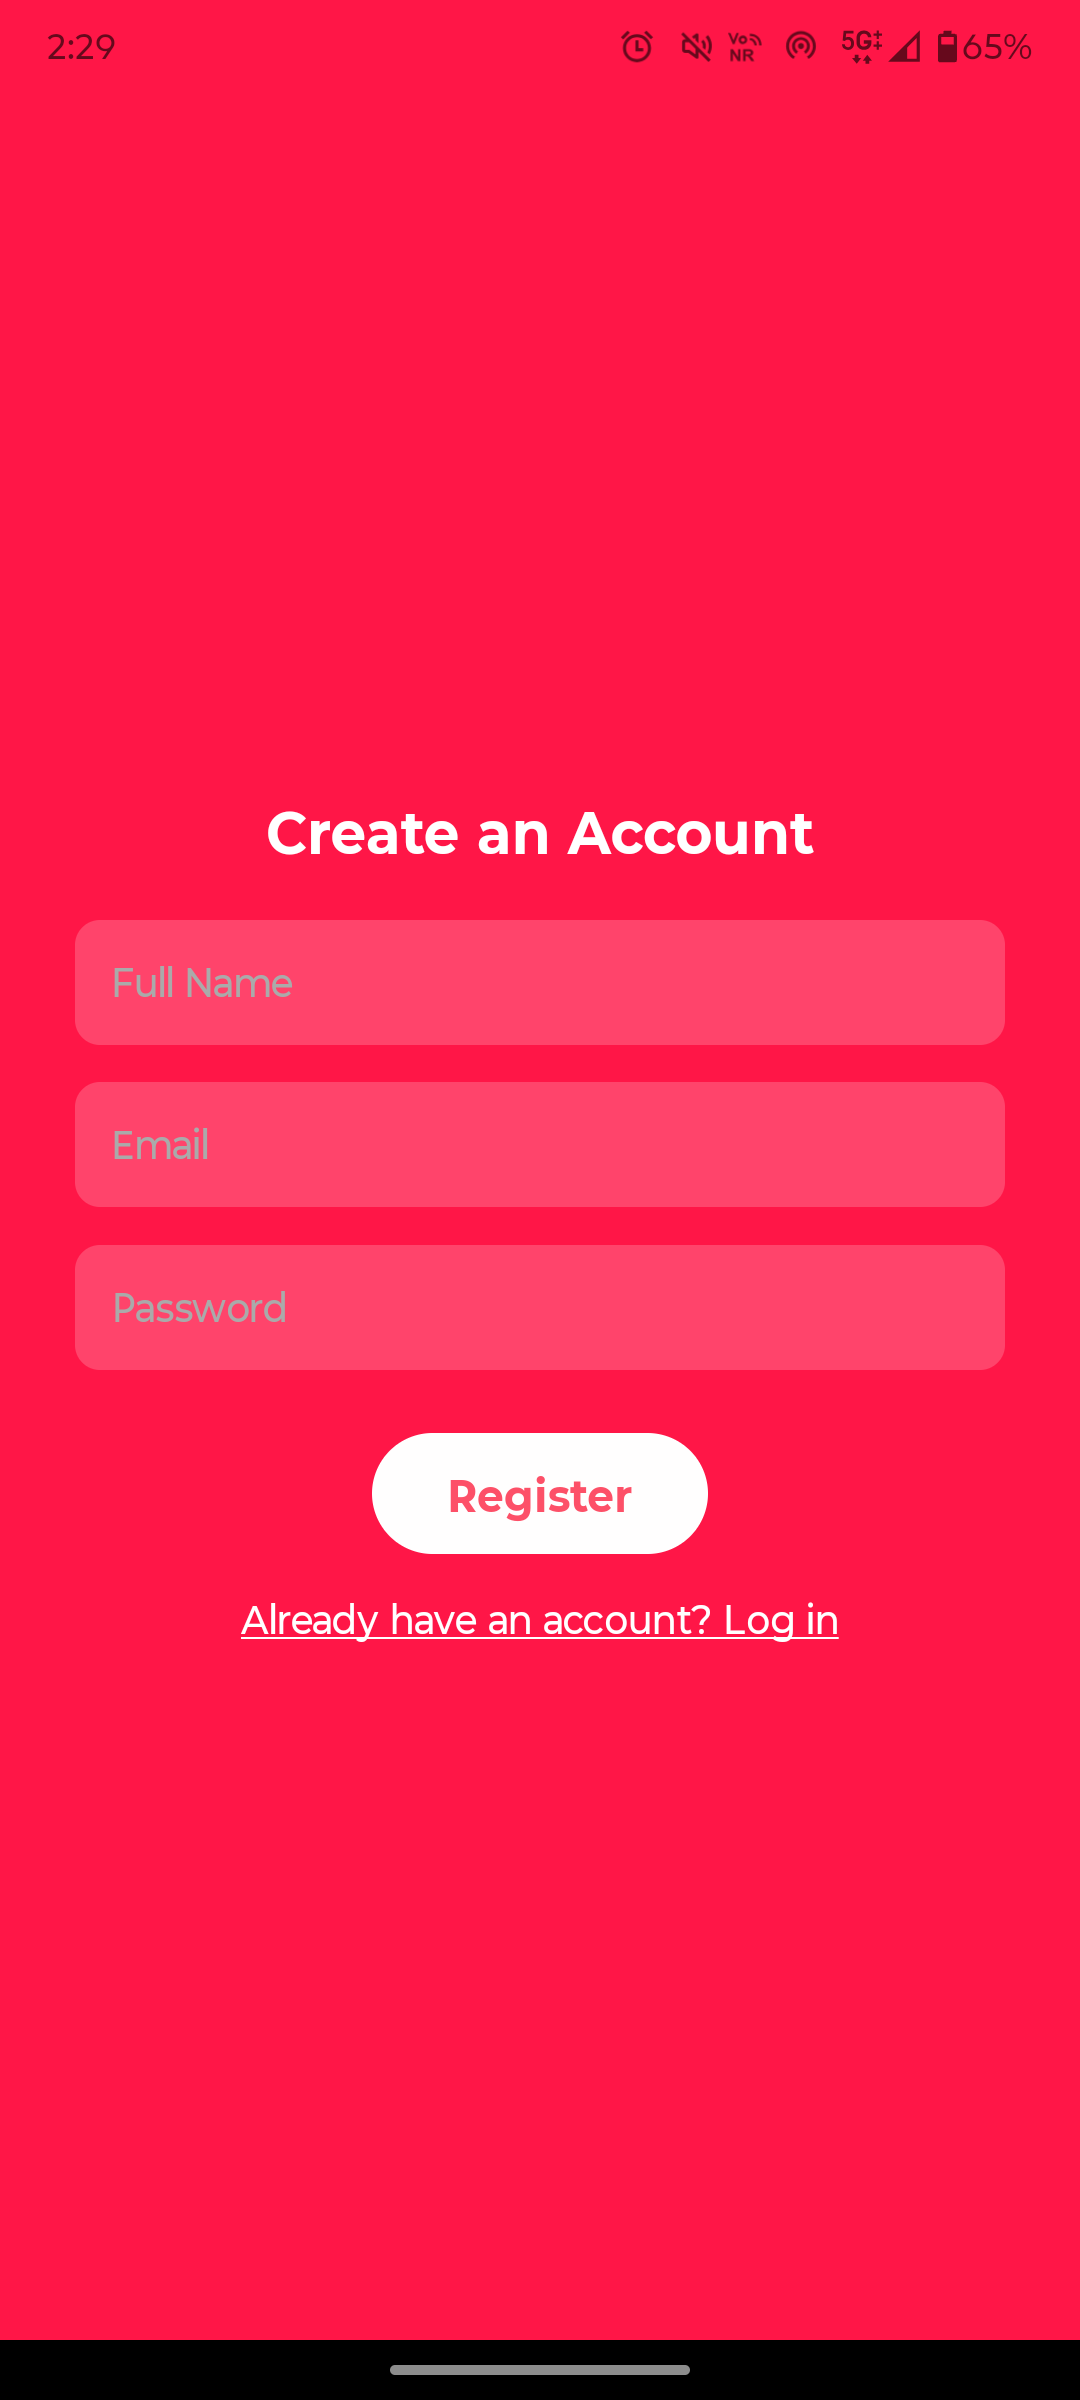 2:29 Vo NR 5G 65%
Create an Account
Full Name
Email
Password
Register
Already have an account? Log in